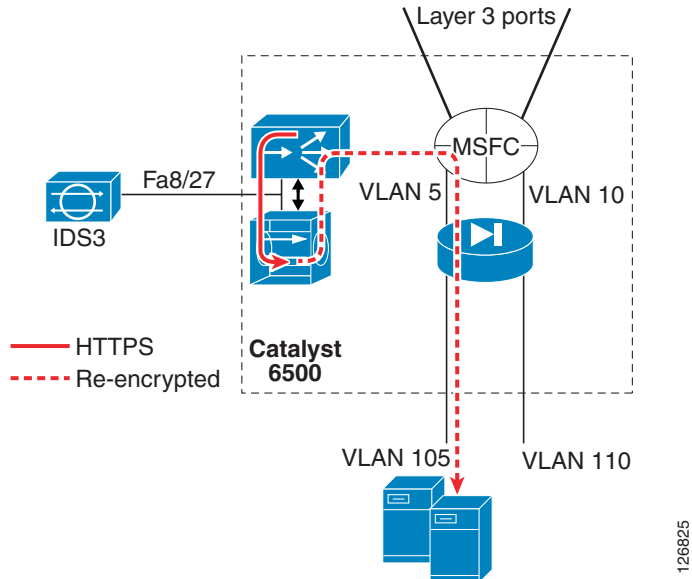 Layer 3 ports
MSFC
Fa8/27
VLAN 5
VLAN 10
IDS3
HTTPS
Re-encrypted
Catalyst
6500
VLAN 105
VLAN 110
126825